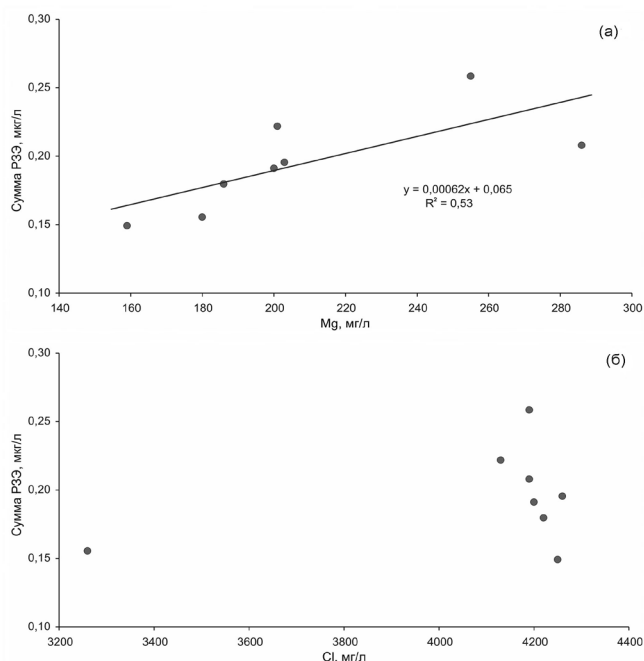 (а)
0,30
0,25
0,20
0,15
0,10
Сумма РЗЭ, мкг/л
y = 0,00062x + 0,065
R² = 0,53
140 160 180 200 220 240 260 280 300
Mg, мг/л
(б)
0,30
0,25
0,20
0,15
0,10
Сумма РЗЭ, мкг/л
3200 3400 3600 3800 4000 4200 4400
Cl, мг/л